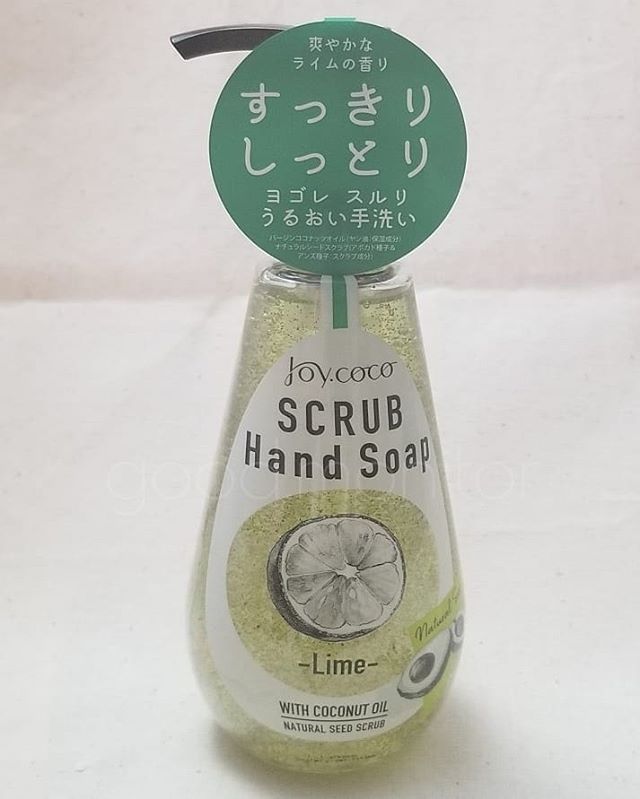 爽やかな
ライムの香り
すっきり
しっとり
ヨゴレ スルリ
うるおい手洗い
バージンココナッツオイル(ヤシ油:保湿成分)
ナチュラルシードスクラブ(アボカド種子&
アンズ種子:スクラブ成分)
Joy.coco
SCRUB
Hand Soap
good monitor
-Lime-
Natural
WITH COCONUT OIL
NATURAL SEED SCRUB